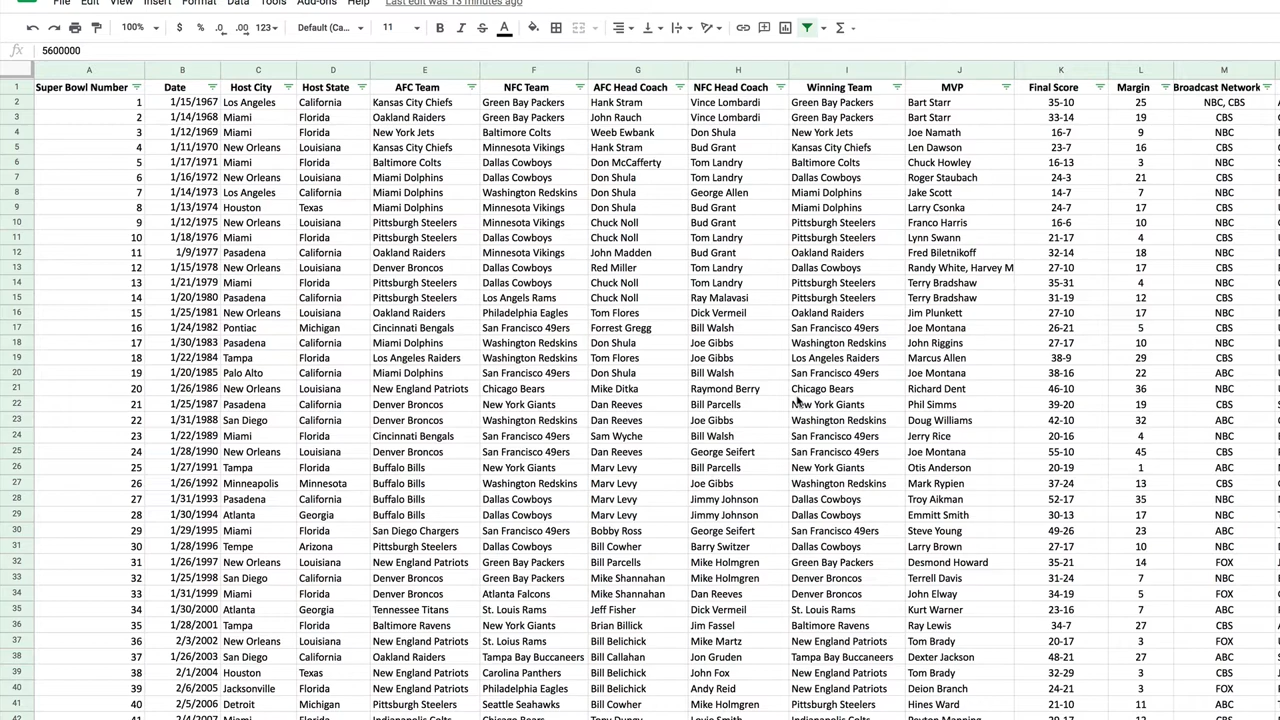 File Edit View Insert Format Data Tools Add-ons Help Last edit was 13 minutes ago
100% $ % .0 .00 123 Default (Ca... 11 B I S A
fx 5600000
A B C D E F G H I J K L M
1 Super Bowl Number Date Host City Host State AFC Team NFC Team AFC Head Coach NFC Head Coach Winning Team MVP Final Score Margin Broadcast Network
2 1 1/15/1967 Los Angeles California Kansas City Chiefs Green Bay Packers Hank Stram Vince Lombardi Green Bay Packers Bart Starr 35-10 25 NBC, CBS
3 2 1/14/1968 Miami Florida Oakland Raiders Green Bay Packers John Rauch Vince Lombardi Green Bay Packers Bart Starr 33-14 19 CBS
4 3 1/12/1969 Miami Florida New York Jets Baltimore Colts Weeb Ewbank Don Shula New York Jets Joe Namath 16-7 9 NBC
5 4 1/11/1970 New Orleans Louisiana Kansas City Chiefs Minnesota Vikings Hank Stram Bud Grant Kansas City Chiefs Len Dawson 23-7 16 CBS
6 5 1/17/1971 Miami Florida Baltimore Colts Dallas Cowboys Don McCafferty Tom Landry Baltimore Colts Chuck Howley 16-13 3 NBC
7 6 1/16/1972 New Orleans Louisiana Miami Dolphins Dallas Cowboys Don Shula Tom Landry Dallas Cowboys Roger Staubach 24-3 21 CBS
8 7 1/14/1973 Los Angeles California Miami Dolphins Washington Redskins Don Shula George Allen Miami Dolphins Jake Scott 14-7 7 NBC
9 8 1/13/1974 Houston Texas Miami Dolphins Minnesota Vikings Don Shula Bud Grant Miami Dolphins Larry Csonka 24-7 17 CBS
10 9 1/12/1975 New Orleans Louisiana Pittsburgh Steelers Minnesota Vikings Chuck Noll Bud Grant Pittsburgh Steelers Franco Harris 16-6 10 NBC
11 10 1/18/1976 Miami Florida Pittsburgh Steelers Dallas Cowboys Chuck Noll Tom Landry Pittsburgh Steelers Lynn Swann 21-17 4 CBS
12 11 1/9/1977 Pasadena California Oakland Raiders Minnesota Vikings John Madden Bud Grant Oakland Raiders Fred Biletnikoff 32-14 18 NBC
13 12 1/15/1978 New Orleans Louisiana Denver Broncos Dallas Cowboys Red Miller Tom Landry Dallas Cowboys Randy White, Harvey M 27-10 17 CBS
14 13 1/21/1979 Miami Florida Pittsburgh Steelers Dallas Cowboys Chuck Noll Tom Landry Pittsburgh Steelers Terry Bradshaw 35-31 4 NBC
15 14 1/20/1980 Pasadena California Pittsburgh Steelers Los Angels Rams Chuck Noll Ray Malavasi Pittsburgh Steelers Terry Bradshaw 31-19 12 CBS
16 15 1/25/1981 New Orleans Louisiana Oakland Raiders Philadelphia Eagles Tom Flores Dick Vermeil Oakland Raiders Jim Plunkett 27-10 17 NBC
17 16 1/24/1982 Pontiac Michigan Cincinnati Bengals San Francisco 49ers Forrest Gregg Bill Walsh San Francisco 49ers Joe Montana 26-21 5 CBS
18 17 1/30/1983 Pasadena California Miami Dolphins Washington Redskins Don Shula Joe Gibbs Washington Redskins John Riggins 27-17 10 NBC
19 18 1/22/1984 Tampa Florida Los Angeles Raiders Washington Redskins Tom Flores Joe Gibbs Los Angeles Raiders Marcus Allen 38-9 29 CBS
20 19 1/20/1985 Palo Alto California Miami Dolphins San Francisco 49ers Don Shula Bill Walsh San Francisco 49ers Joe Montana 38-16 22 ABC
21 20 1/26/1986 New Orleans Louisiana New England Patriots Chicago Bears Mike Ditka Raymond Berry Chicago Bears Richard Dent 46-10 36 NBC
22 21 1/25/1987 Pasadena California Denver Broncos New York Giants Dan Reeves Bill Parcells New York Giants Phil Simms 39-20 19 CBS
23 22 1/31/1988 San Diego California Denver Broncos Washington Redskins Dan Reeves Joe Gibbs Washington Redskins Doug Williams 42-10 32 ABC
24 23 1/22/1989 Miami Florida Cincinnati Bengals San Francisco 49ers Sam Wyche Bill Walsh San Francisco 49ers Jerry Rice 20-16 4 NBC
25 24 1/28/1990 New Orleans Louisiana Denver Broncos San Francisco 49ers Dan Reeves George Seifert San Francisco 49ers Joe Montana 55-10 45 CBS
26 25 1/27/1991 Tampa Florida Buffalo Bills New York Giants Marv Levy Bill Parcells New York Giants Otis Anderson 20-19 1 ABC
27 26 1/26/1992 Minneapolis Minnesota Buffalo Bills Washington Redskins Marv Levy Joe Gibbs Washington Redskins Mark Rypien 37-24 13 CBS
28 27 1/31/1993 Pasadena California Buffalo Bills Dallas Cowboys Marv Levy Jimmy Johnson Dallas Cowboys Troy Aikman 52-17 35 NBC
29 28 1/30/1994 Atlanta Georgia Buffalo Bills Dallas Cowboys Marv Levy Jimmy Johnson Dallas Cowboys Emmitt Smith 30-13 17 NBC
30 29 1/29/1995 Miami Florida San Diego Chargers San Francisco 49ers Bobby Ross George Seifert San Francisco 49ers Steve Young 49-26 23 ABC
31 30 1/28/1996 Tempe Arizona Pittsburgh Steelers Dallas Cowboys Bill Cowher Barry Switzer Dallas Cowboys Larry Brown 27-17 10 NBC
32 31 1/26/1997 New Orleans Louisiana New England Patriots Green Bay Packers Bill Parcells Mike Holmgren Green Bay Packers Desmond Howard 35-21 14 FOX
33 32 1/25/1998 San Diego California Denver Broncos Green Bay Packers Mike Shannahan Mike Holmgren Denver Broncos Terrell Davis 31-24 7 NBC
34 33 1/31/1999 Miami Florida Denver Broncos Atlanta Falcons Mike Shannahan Dan Reeves Denver Broncos John Elway 34-19 5 FOX
35 34 1/30/2000 Atlanta Georgia Tennessee Titans St. Louis Rams Jeff Fisher Dick Vermeil St. Louis Rams Kurt Warner 23-16 7 ABC
36 35 1/28/2001 Tampa Florida Baltimore Ravens New York Giants Brian Billick Jim Fassel Baltimore Ravens Ray Lewis 34-7 27 CBS
37 36 2/3/2002 New Orleans Louisiana New England Patriots St. Loius Rams Bill Belichick Mike Martz New England Patriots Tom Brady 20-17 3 FOX
38 37 1/26/2003 San Diego California Oakland Raiders Tampa Bay Buccaneers Bill Callahan Jon Gruden Tampa Bay Buccaneers Dexter Jackson 48-21 27 ABC
39 38 2/1/2004 Houston Texas New England Patriots Carolina Panthers Bill Belichick John Fox New England Patriots Tom Brady 32-29 3 CBS
40 39 2/6/2005 Jacksonville Florida New England Patriots Philadelphia Eagles Bill Belichick Andy Reid New England Patriots Deion Branch 24-21 3 FOX
41 40 2/5/2006 Detroit Michigan Pittsburgh Steelers Seattle Seahawks Bill Cowher Mike Holmgren Pittsburgh Steelers Hines Ward 21-10 11 ABC